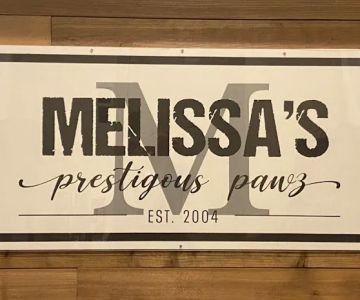 M
MELISSA'S
prestigous pawz
EST. 2004